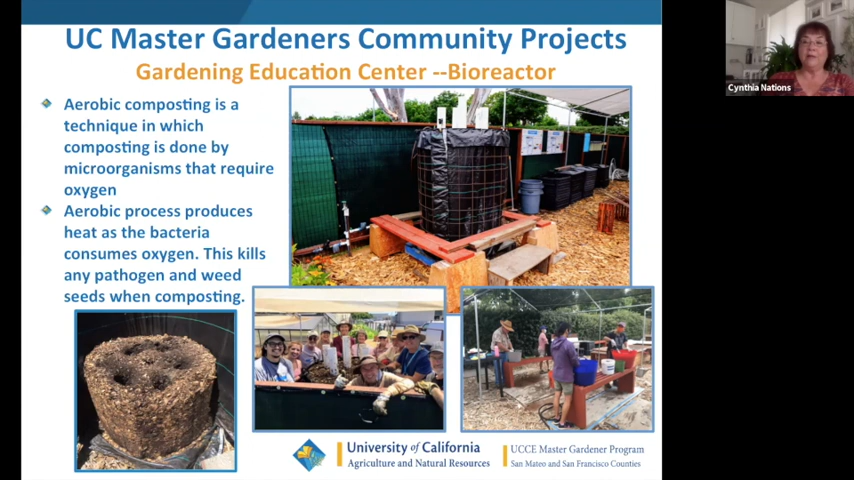 UC Master Gardeners Community Projects
Gardening Education Center --Bioreactor
Aerobic composting is a
technique in which
composting is done by
microorganisms that require
oxygen
Aerobic process produces
heat as the bacteria
consumes oxygen. This kills
any pathogen and weed
seeds when composting.
University of California
Agriculture and Natural Resources
UCCE Master Gardener Program
San Mateo and San Francisco Counties
Cynthia Nations